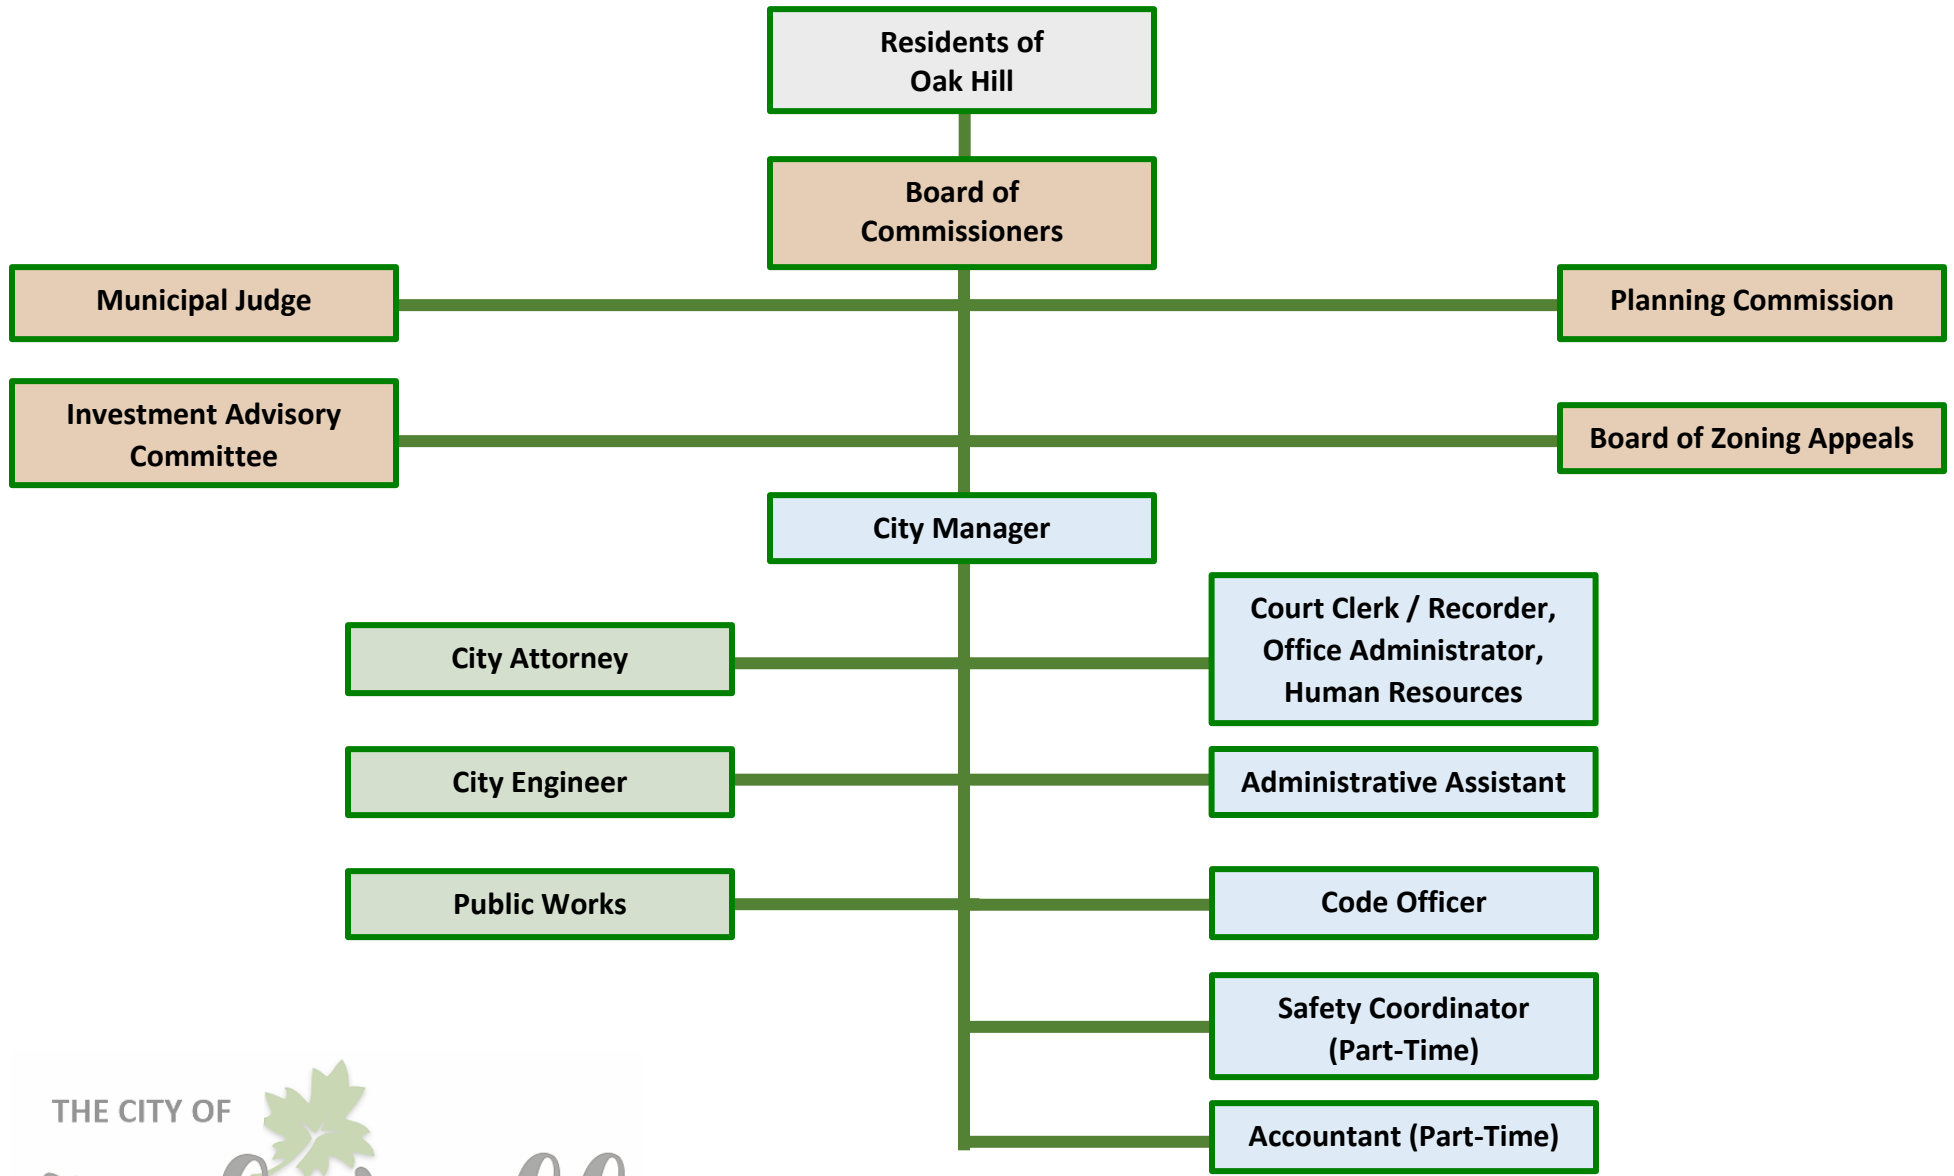 Residents of
Oak Hill
Board of
Commissioners
Municipal Judge
Planning Commission
Investment Advisory
Committee
Board of Zoning Appeals
City Manager
City Attorney
Court Clerk / Recorder,
Office Administrator,
Human Resources
City Engineer
Administrative Assistant
Public Works
Code Officer
Safety Coordinator
(Part-Time)
Accountant (Part-Time)
THE CITY OF